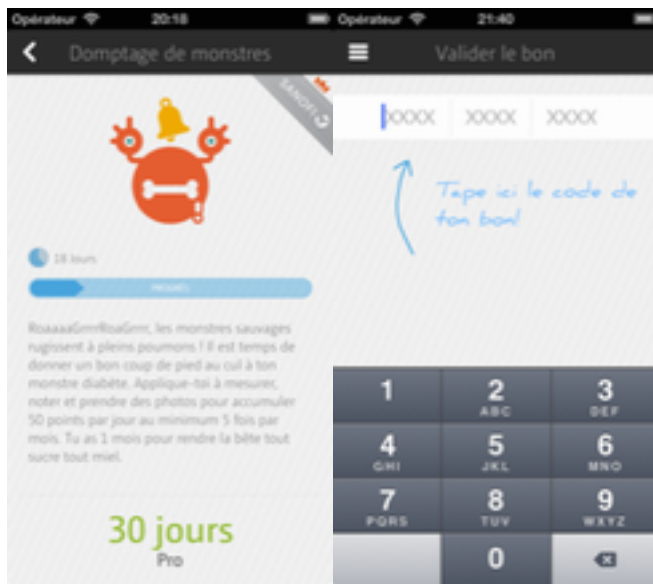 Opérateur 20:18
Domptage de monstres
SANOFI
18 Jours
PROGRÈS
RoaaaaGrrrrRoaGrrrr, les monstres sauvages
rugissent à pleins poumons ! Il est temps de
donner un bon coup de pied au cul à ton
monstre diabète. Applique-toi à mesurer,
noter et prendre des photos pour accumuler
50 points par jour au minimum 5 fois par
mois. Tu as 1 mois pour rendre la bête tout
sucre tout miel.
30 jours
Pro
Opérateur 21:40
Valider le bon
XXXX XXXX XXXX
Tape ici le code de
ton bon!
1 2 3
ABC DEF
4 5 6
GHI JKL MNO
7 8 9
PQRS TUV WXYZ
0